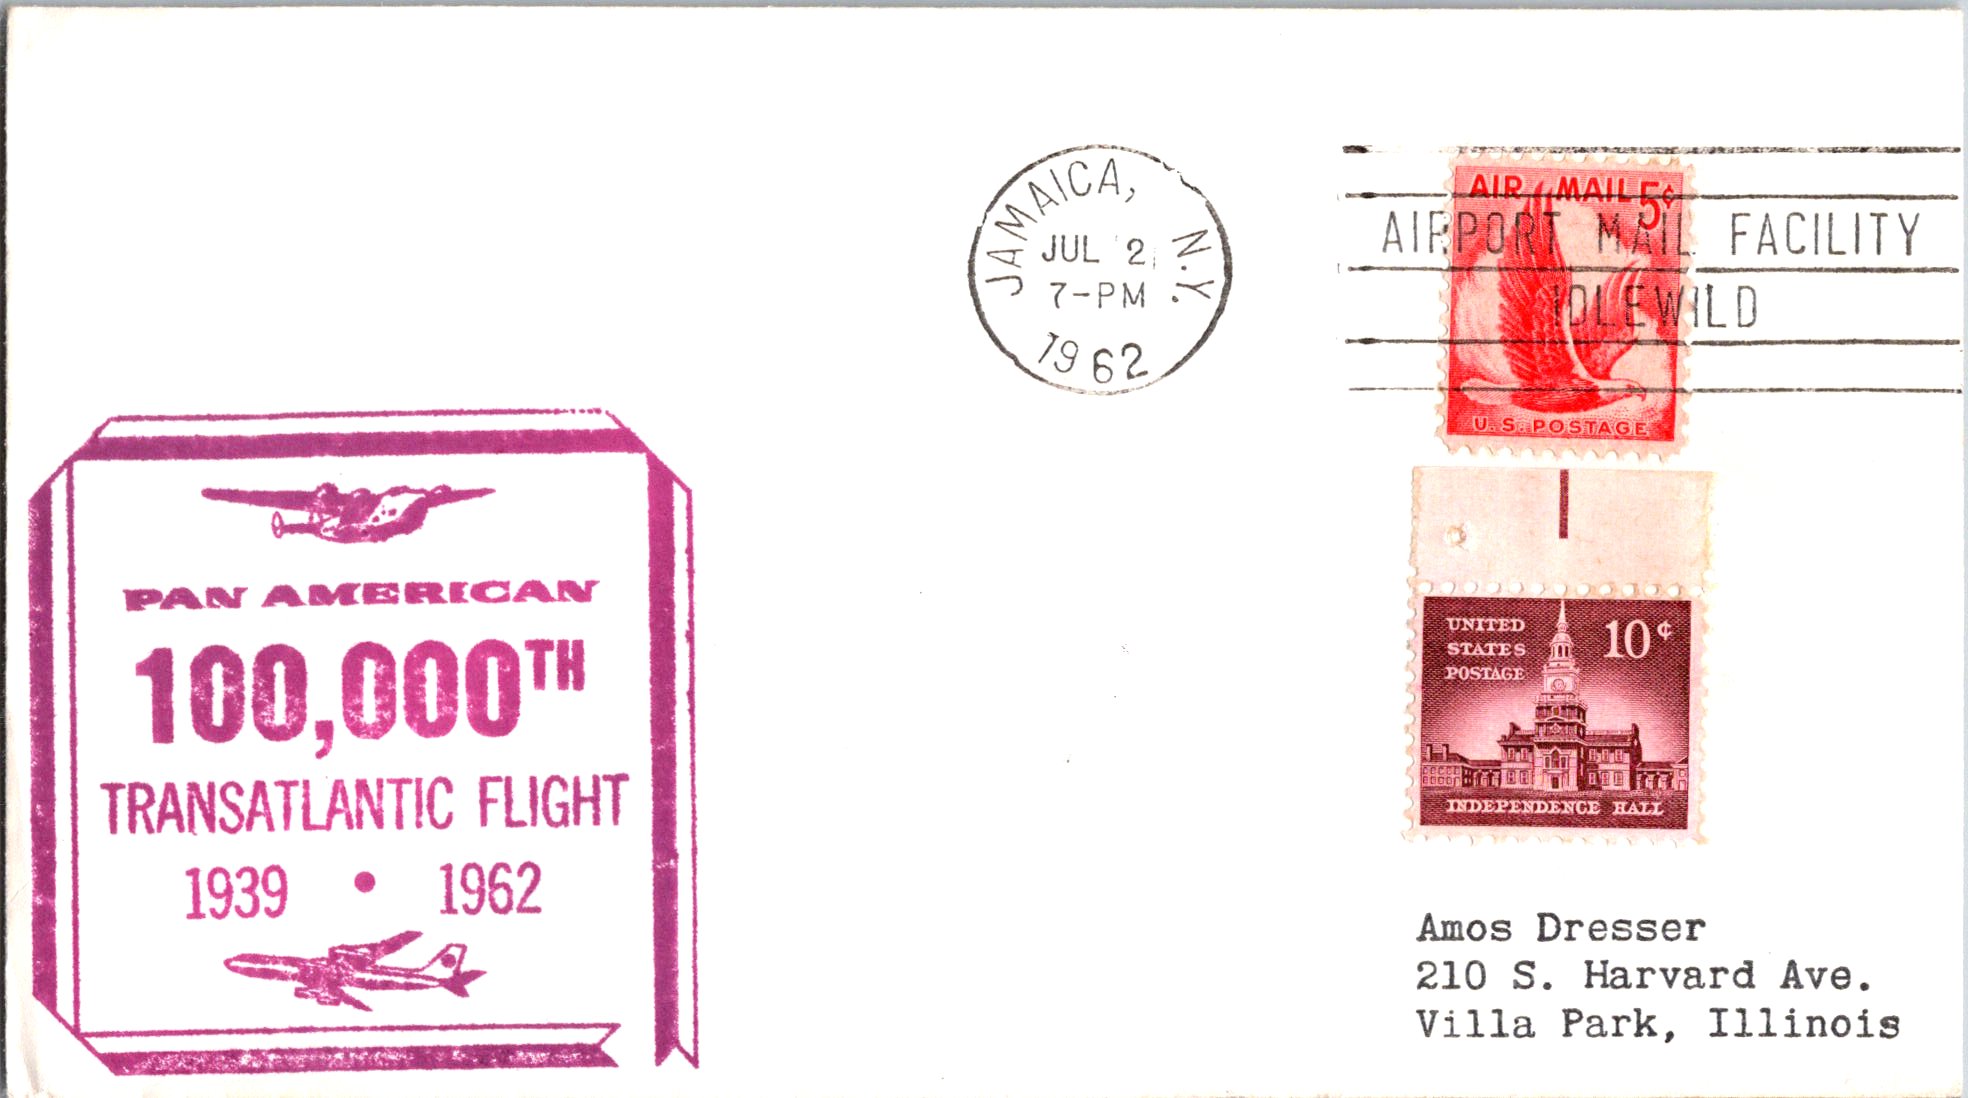 JAMAICA, N.Y.
JUL 2
7-PM
1962
AIR MAIL 5¢
AIRPORT MAIL FACILITY
IDLEWILD
U.S. POSTAGE
PAN AMERICAN
100,000TH
TRANSATLANTIC FLIGHT
1939 • 1962
UNITED
STATES
POSTAGE
10¢
INDEPENDENCE HALL
Amos Dresser
210 S. Harvard Ave.
Villa Park, Illinois